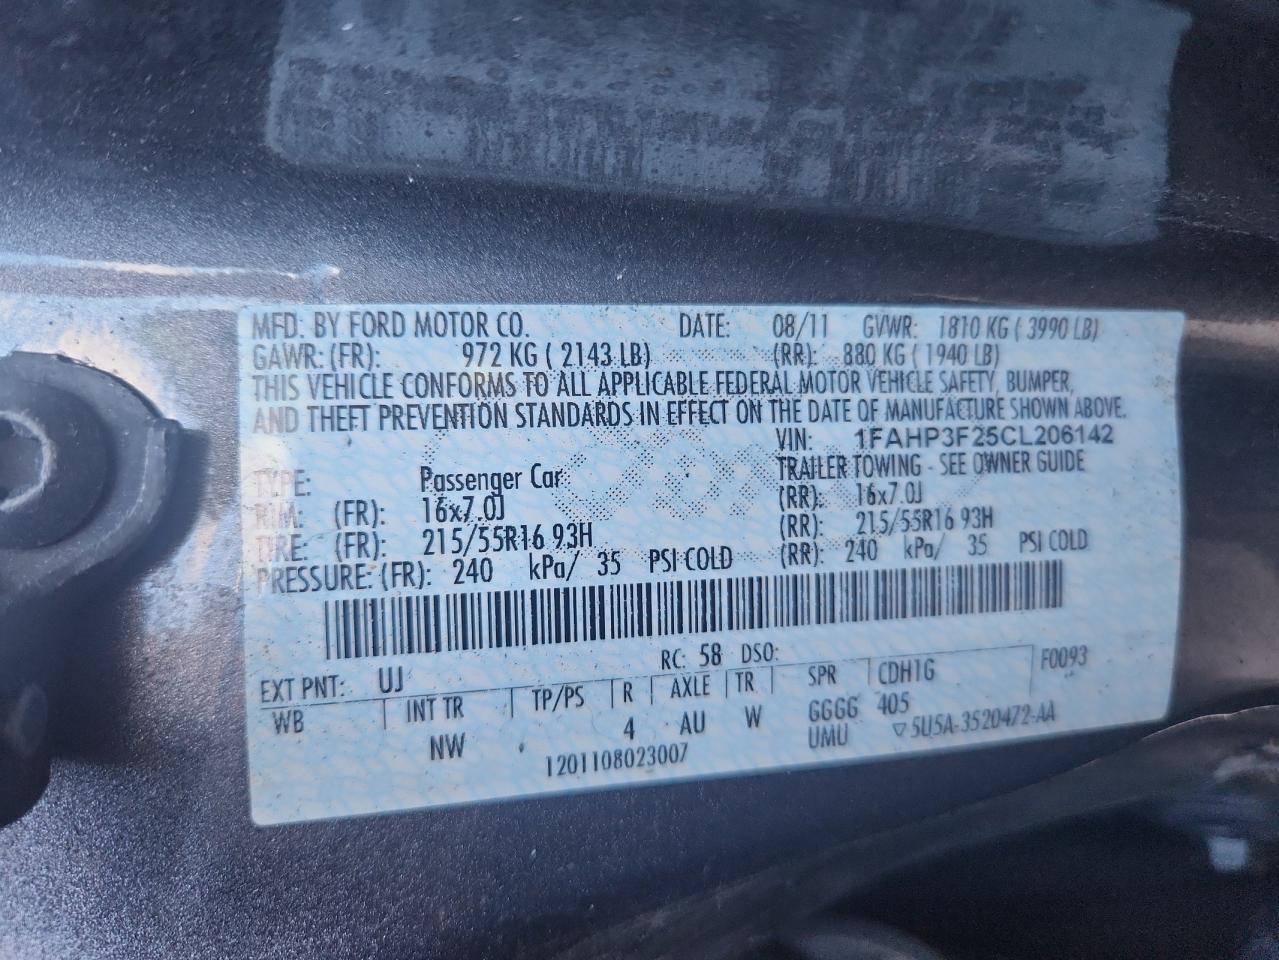 MFD. BY FORD MOTOR CO. DATE: 08/11 GVWR: 1810 KG ( 3990 LB)
GAWR: (FR): 972 KG ( 2143 LB) (RR): 880 KG ( 1940 LB)
THIS VEHICLE CONFORMS TO ALL APPLICABLE FEDERAL MOTOR VEHICLE SAFETY, BUMPER,
AND THEFT PREVENTION STANDARDS IN EFFECT ON THE DATE OF MANUFACTURE SHOWN ABOVE.
VIN: 1FAHP3F25CL206142
TYPE: Passenger Car TRAILER TOWING - SEE OWNER GUIDE
RIM: (FR): 16x7.0J (RR): 16x7.0J
TIRE: (FR): 215/55R16 93H (RR): 215/55R16 93H
PRESSURE: (FR): 240 kPa/ 35 PSI COLD (RR): 240 kPa/ 35 PSI COLD
EXT PNT: UJ RC: 58 DSO: F0093
WB INT TR TP/PS R AXLE TR SPR CDH1G
NW 4 AU W GGGG 405
UMU ▽5U5A-3520472-AA
1201108023007